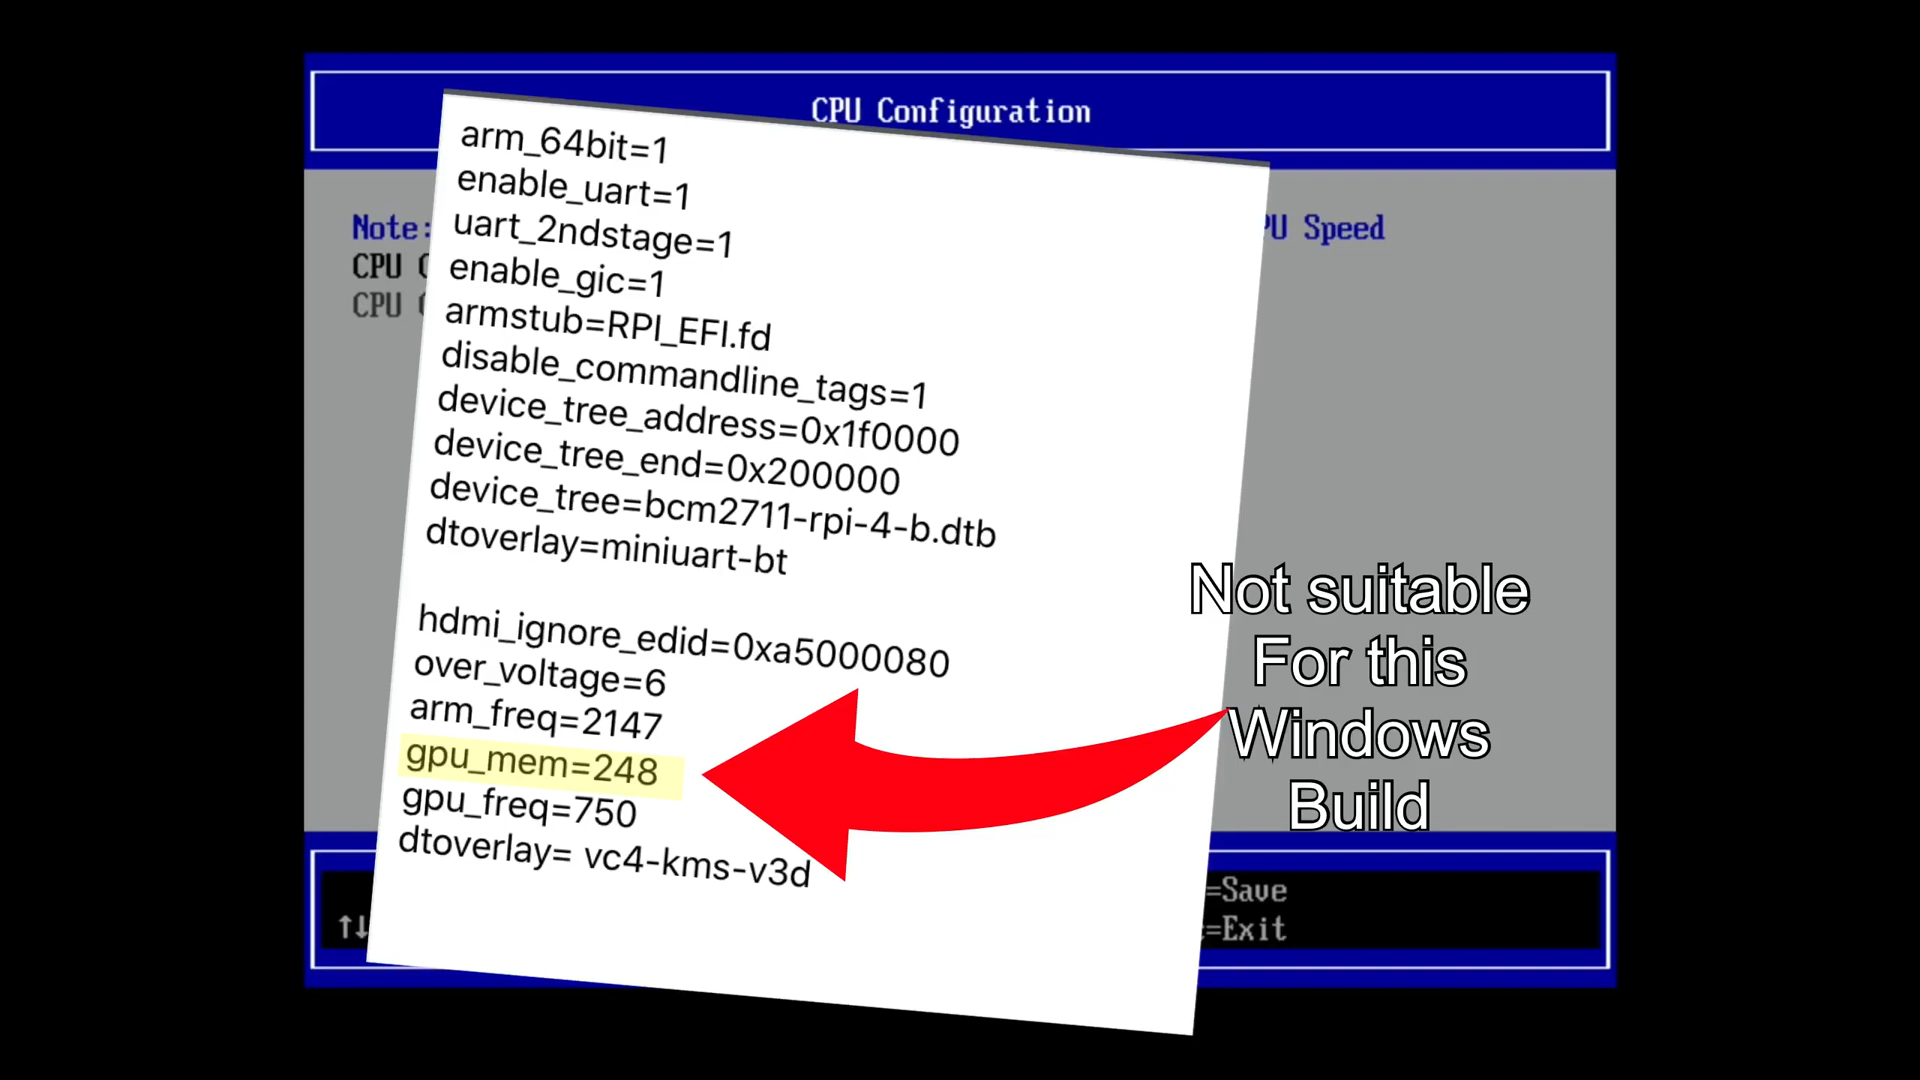 CPU Configuration
arm_64bit=1
enable_uart=1
uart_2ndstage=1
enable_gic=1
armstub=RPI_EFI.fd
disable_commandline_tags=1
device_tree_address=0x1f0000
device_tree_end=0x200000
device_tree=bcm2711-rpi-4-b.dtb
dtoverlay=miniuart-bt
hdmi_ignore_edid=0xa5000080
over_voltage=6
arm_freq=2147
gpu_mem=248
gpu_freq=750
dtoverlay= vc4-kms-v3d
Note:
PU Speed
CPU
CPU
Not suitable
For this
Windows
Build
↑↓
=Save
=Exit